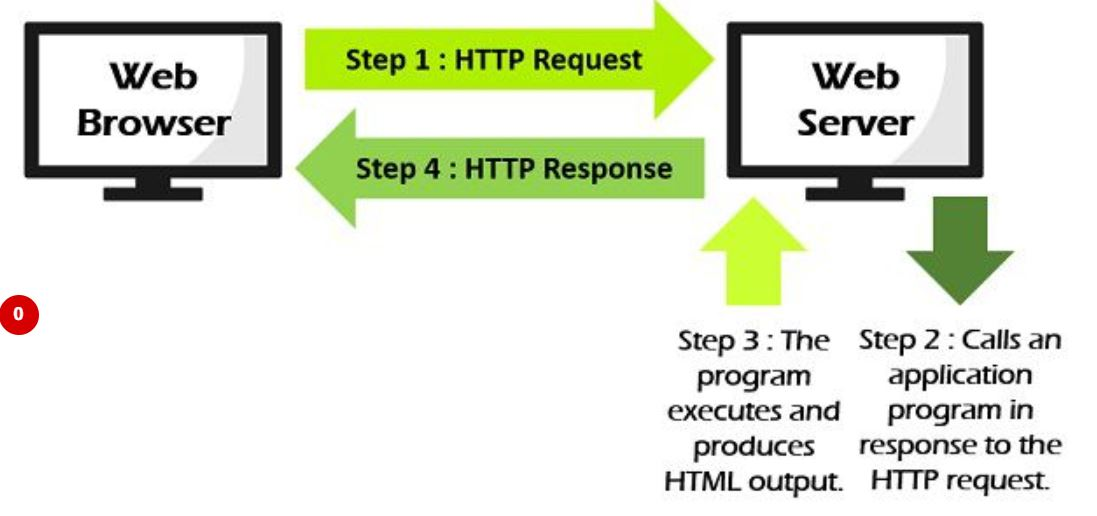 Web
Browser
Step 1 : HTTP Request
Web
Server
Step 4 : HTTP Response
0
Step 3 : The
program
executes and
produces
HTML output.
Step 2 : Calls an
application
program in
response to the
HTTP request.